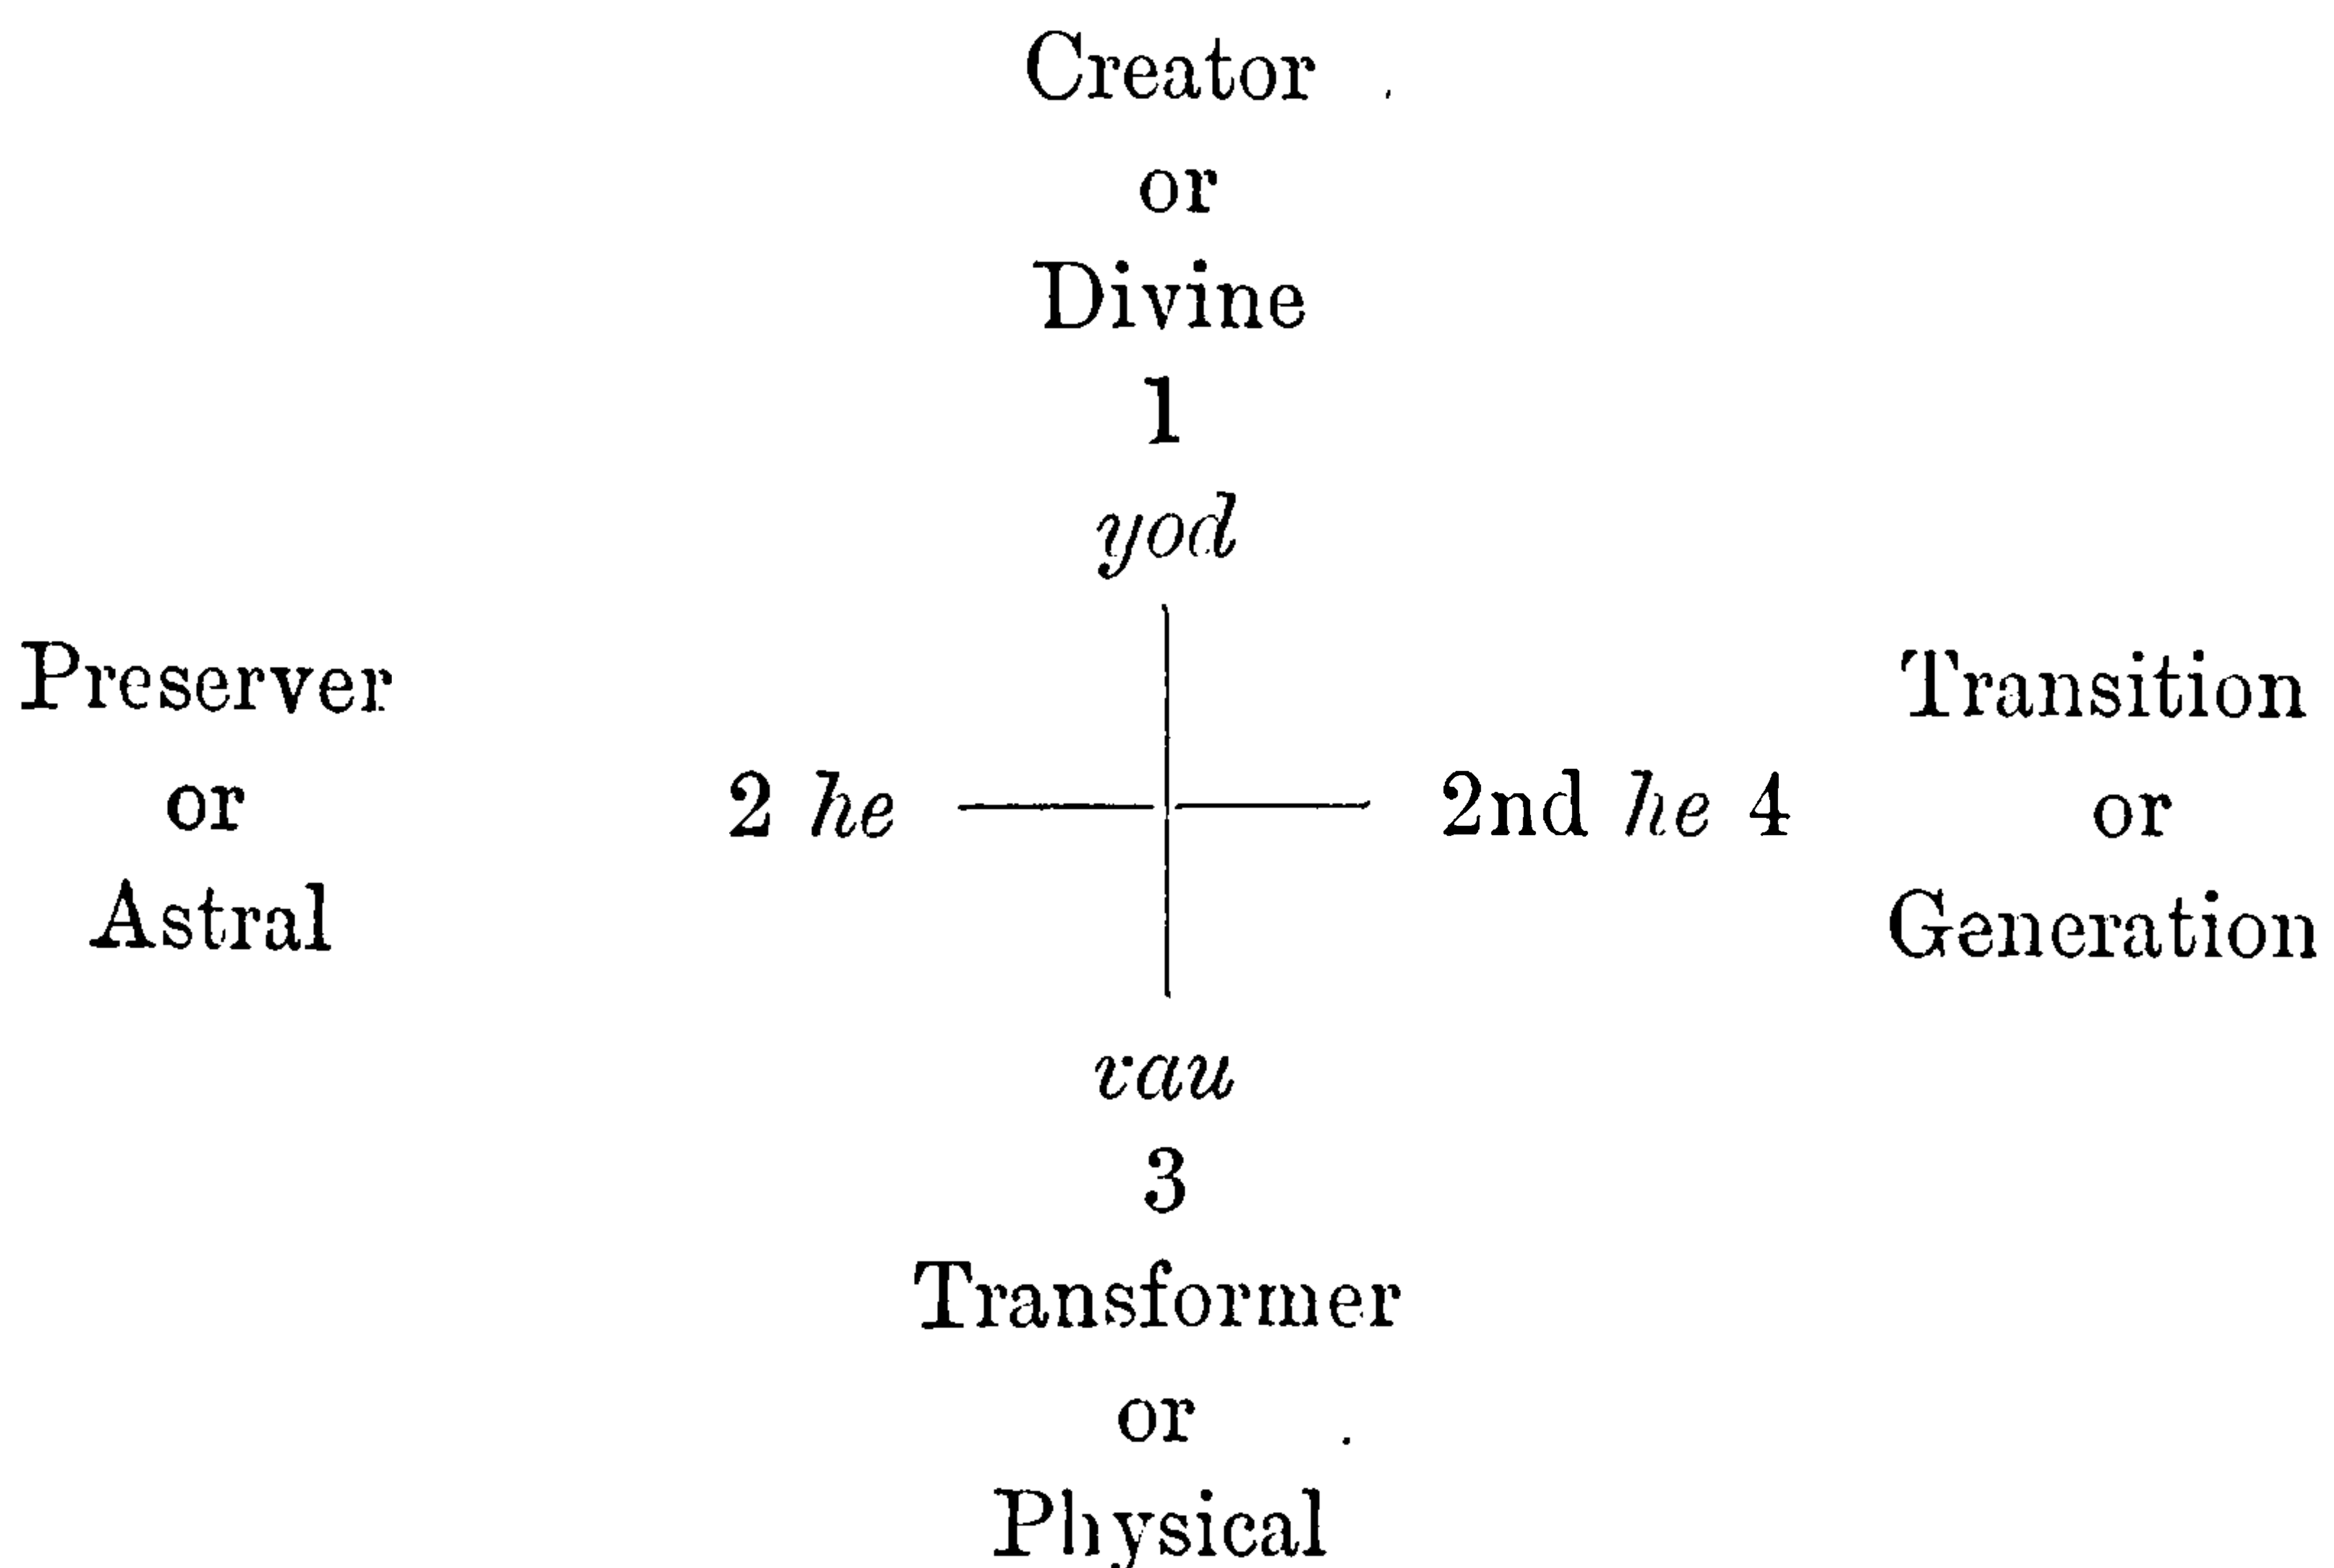 Creator
or
Divine
1
yod
Preserver
or
Astral
2 he
2nd he 4
Transition
or
Generation
vau
3
Transformer
or
Physical